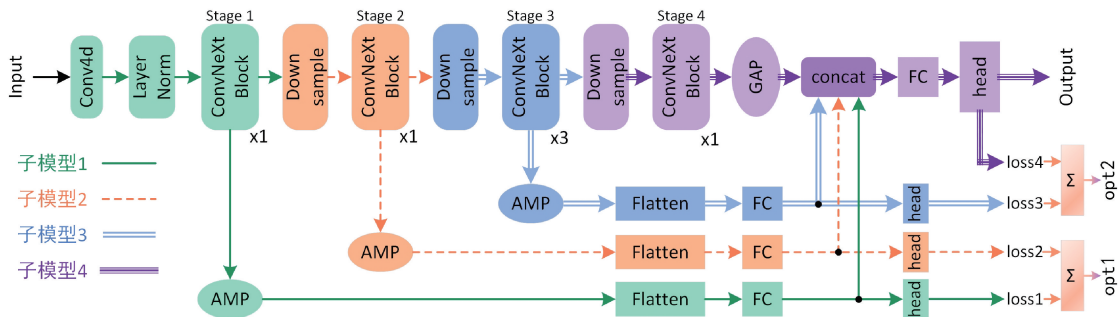 Stage 1
Stage 2
Stage 3
Stage 4
Input
Conv4d
Layer
Norm
ConvNeXt
Block
Down
sample
ConvNeXt
Block
Down
sample
ConvNeXt
Block
Down
sample
ConvNeXt
Block
GAP
concat
FC
head
Output
x1
x1
x3
x1
子模型1
子模型2
子模型3
子模型4
loss4
AMP
Flatten
FC
head
loss3
Σ
opt2
AMP
Flatten
FC
head
loss2
AMP
Flatten
FC
head
loss1
Σ
opt1